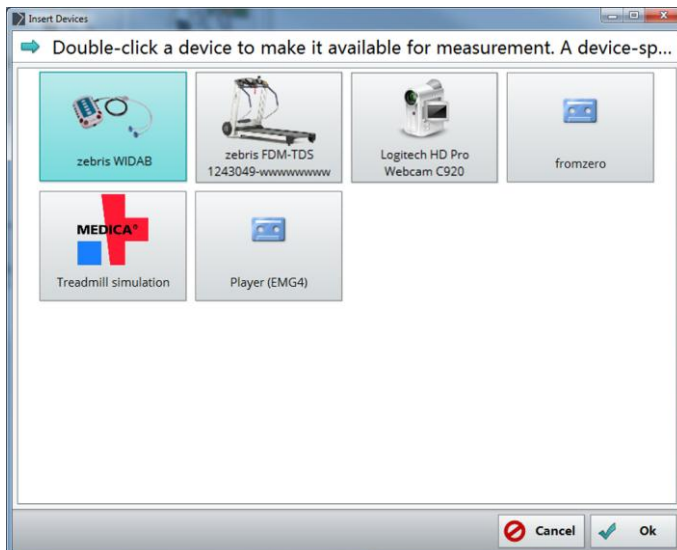 Insert Devices
Double-click a device to make it available for measurement. A device-sp...
zebris WIDAB
zebris FDM-TDS
1243049-wwwwwwwww
Logitech HD Pro
Webcam C920
fromzero
MEDICA®
Treadmill simulation
Player (EMG4)
Cancel
Ok